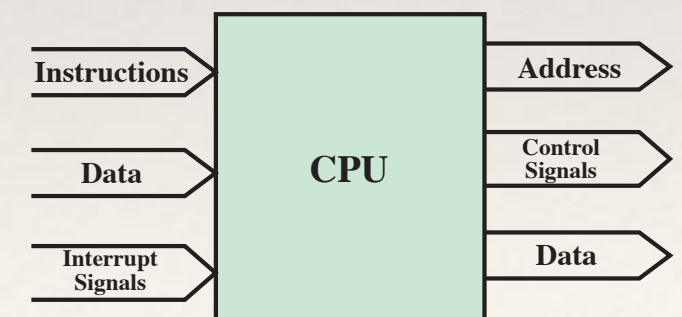 Instructions
Data
Interrupt
Signals
CPU
Address
Control
Signals
Data